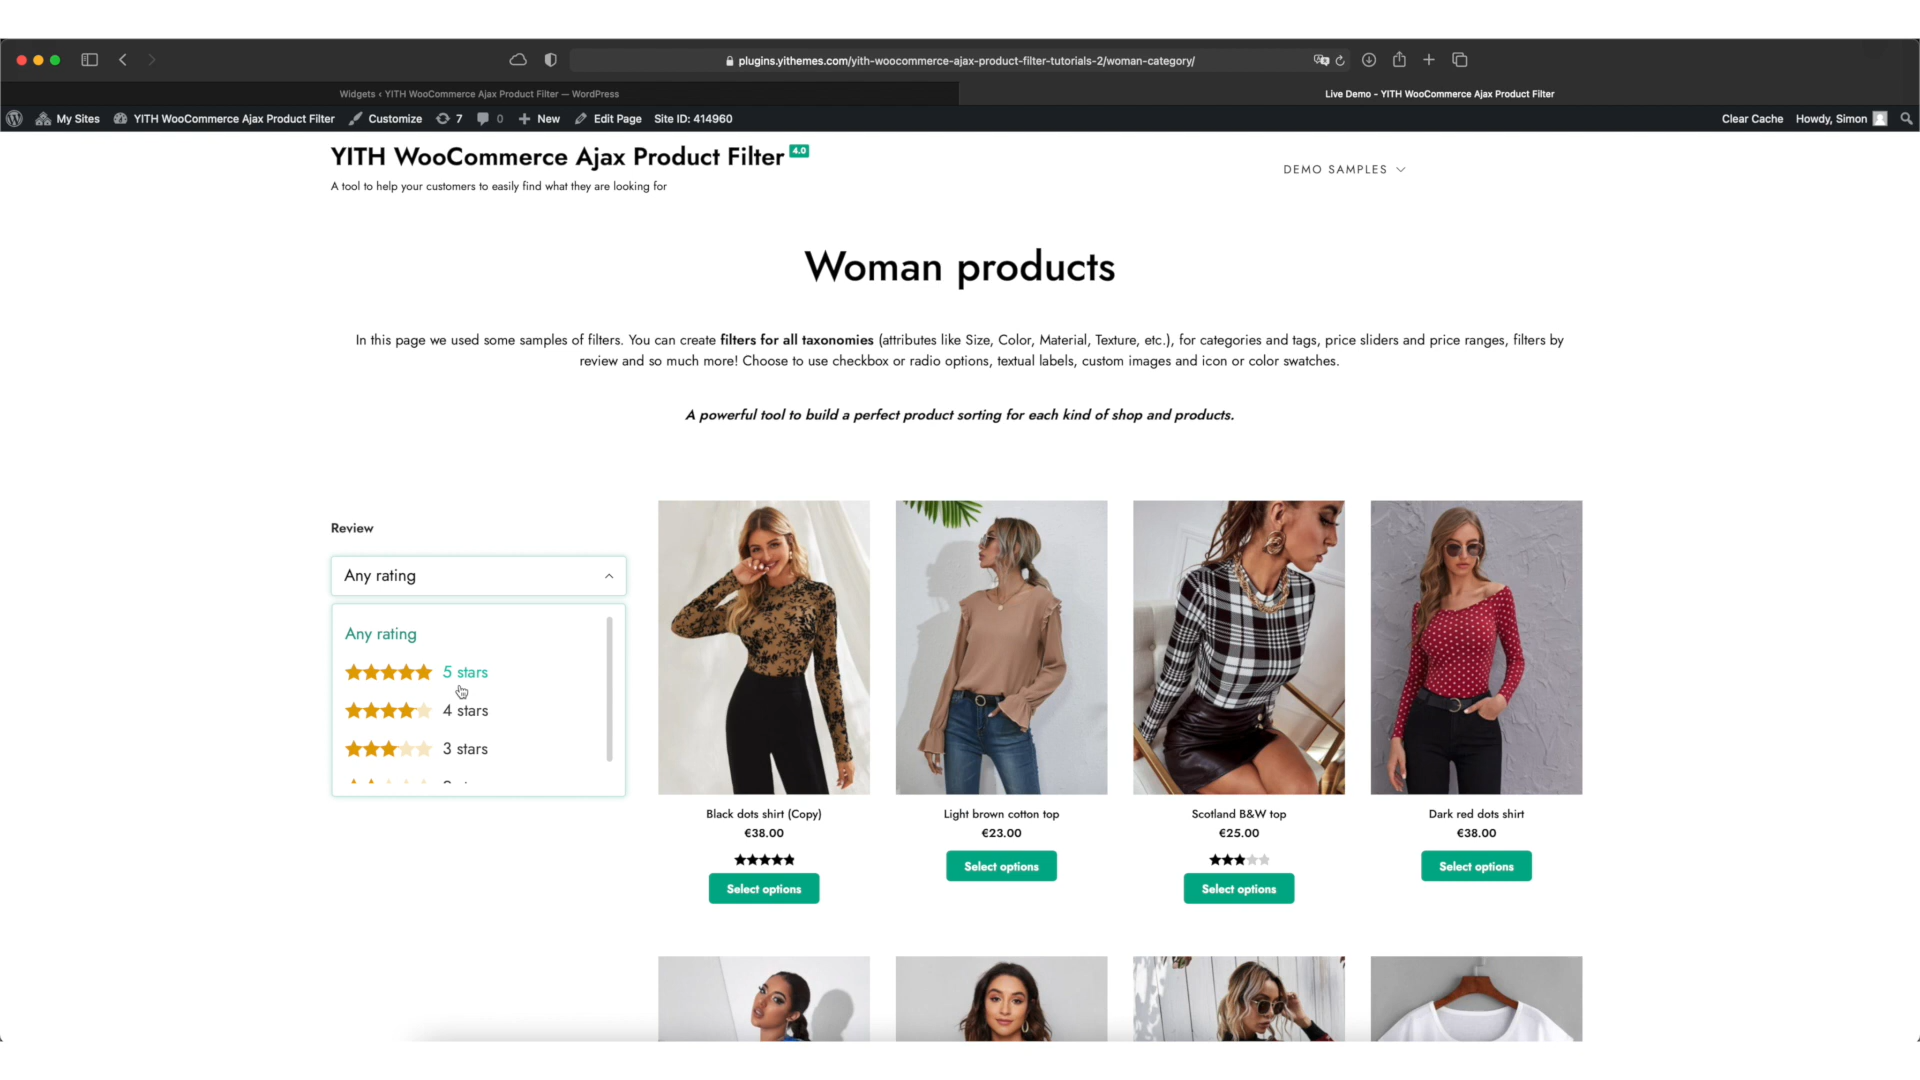 plugins.yithemes.com/yith-woocommerce-ajax-product-filter-tutorials-2/woman-category/
Widgets ‹ YITH WooCommerce Ajax Product Filter — WordPress
Live Demo - YITH WooCommerce Ajax Product Filter
My Sites YITH WooCommerce Ajax Product Filter Customize 7 0 New Edit Page Site ID: 414960 Clear Cache Howdy, Simon
YITH WooCommerce Ajax Product Filter 4.0
A tool to help your customers to easily find what they are looking for
DEMO SAMPLES
Woman products
In this page we used some samples of filters. You can create filters for all taxonomies (attributes like Size, Color, Material, Texture, etc.), for categories and tags, price sliders and price ranges, filters by
review and so much more! Choose to use checkbox or radio options, textual labels, custom images and icon or color swatches.
A powerful tool to build a perfect product sorting for each kind of shop and products.
Review
Any rating
Any rating
5 stars
4 stars
3 stars
Black dots shirt (Copy)
€38.00
Select options
Light brown cotton top
€23.00
Select options
Scotland B&W top
€25.00
Select options
Dark red dots shirt
€38.00
Select options